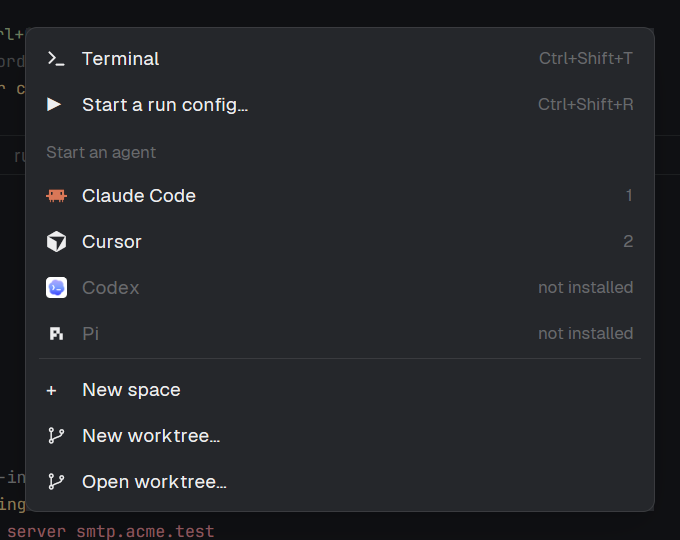 Terminal Ctrl+Shift+T
Start a run config... Ctrl+Shift+R
Start an agent
Claude Code 1
Cursor 2
Codex not installed
Pi not installed
+ New space
New worktree...
Open worktree...
server smtp.acme.test